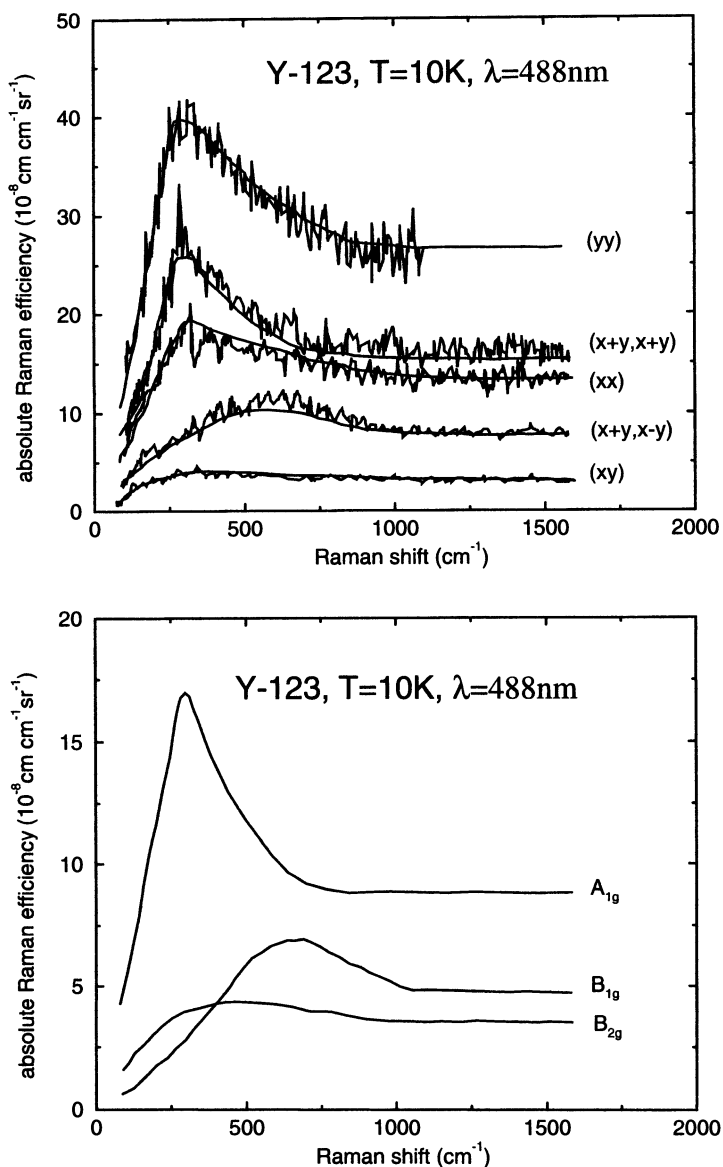 50
40
30
20
10
0
absolute Raman efficiency (10⁻⁸cm cm⁻¹sr⁻¹)
Y-123, T=10K, λ=488nm
(yy)
(x+y,x+y)
(xx)
(x+y,x-y)
(xy)
0 500 1000 1500 2000
Raman shift (cm⁻¹)
20
15
10
5
0
absolute Raman efficiency (10⁻⁸cm cm⁻¹sr⁻¹)
Y-123, T=10K, λ=488nm
A₁g
B₁g
B₂g
0 500 1000 1500 2000
Raman shift (cm⁻¹)